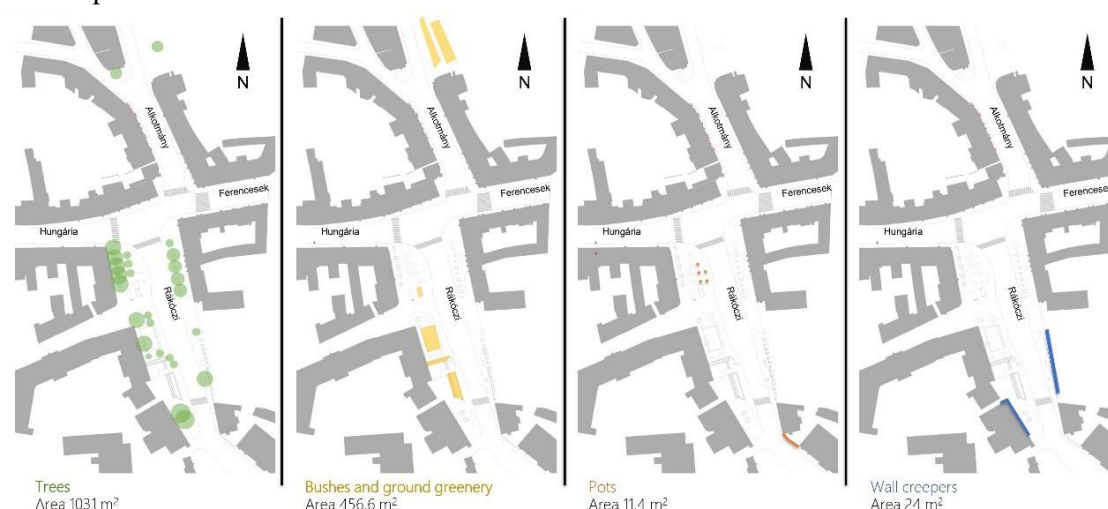 N
Alkotmány
Ferencesek
Hungária
Rákóczi
Trees
Area 1031 m²
N
Alkotmány
Ferencesek
Hungária
Rákóczi
Bushes and ground greenery
Area 456.6 m²
N
Alkotmány
Ferencesek
Hungária
Rákóczi
Pots
Area 11.4 m²
N
Alkotmány
Ferencesek
Hungária
Rákóczi
Wall creepers
Area 24 m²